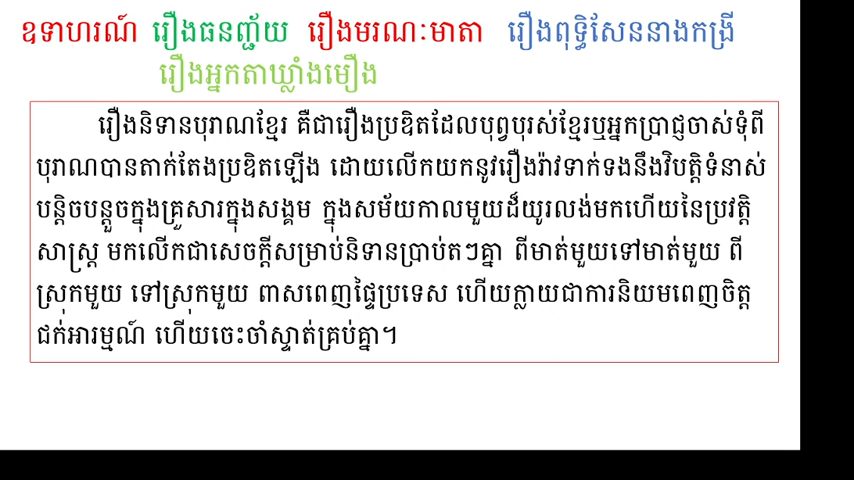 ឧទាហរណ៍ រឿងធនញ្ជ័យ រឿងមរណៈមាតា រឿងពុទ្ធិសែននាងកង្រី
រឿងអ្នកតាឃ្លាំងមឿង
រឿងនិទានបុរាណខ្មែរ គឺជារឿងប្រឌិតដែលបុព្វបុរស់ខ្មែរឬអ្នកប្រាជ្ញចាស់ទុំពី
បុរាណបានតាក់តែងប្រឌិតឡើង ដោយលើកយកនូវរឿងរ៉ាវទាក់ទងនឹងវិបត្តិទំនាស់
បន្តិចបន្តួចក្នុងគ្រួសារក្នុងសង្គម ក្នុងសម័យកាលមួយដ៏យូរលង់មកហើយនៃប្រវត្តិ
សាស្ត្រ មកលើកជាសេចក្តីសម្រាប់និទានប្រាប់តៗគ្នា ពីមាត់មួយទៅមាត់មួយ ពី
ស្រុកមួយ ទៅស្រុកមួយ ពាសពេញផ្ទៃប្រទេស ហើយក្លាយជាការនិយមពេញចិត្ត
ជក់អារម្មណ៍ ហើយចេះចាំស្ទាត់គ្រប់គ្នា។